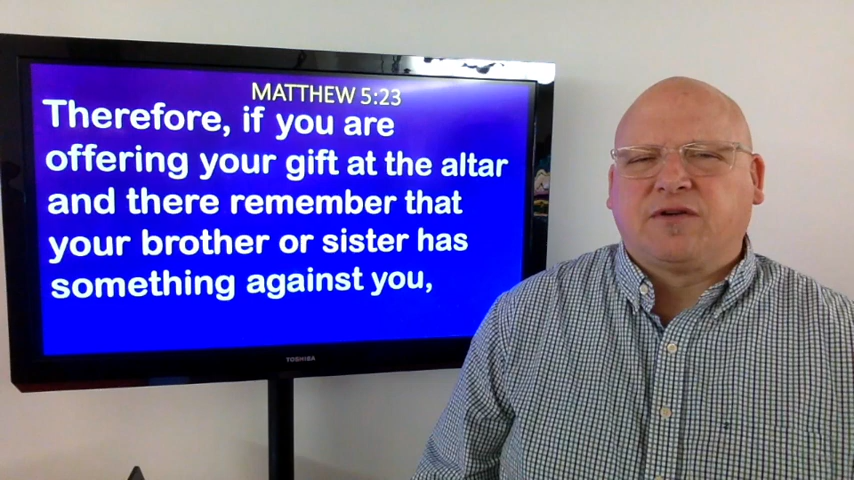 MATTHEW 5:23
Therefore, if you are
offering your gift at the altar
and there remember that
your brother or sister has
something against you,
TOSHIBA